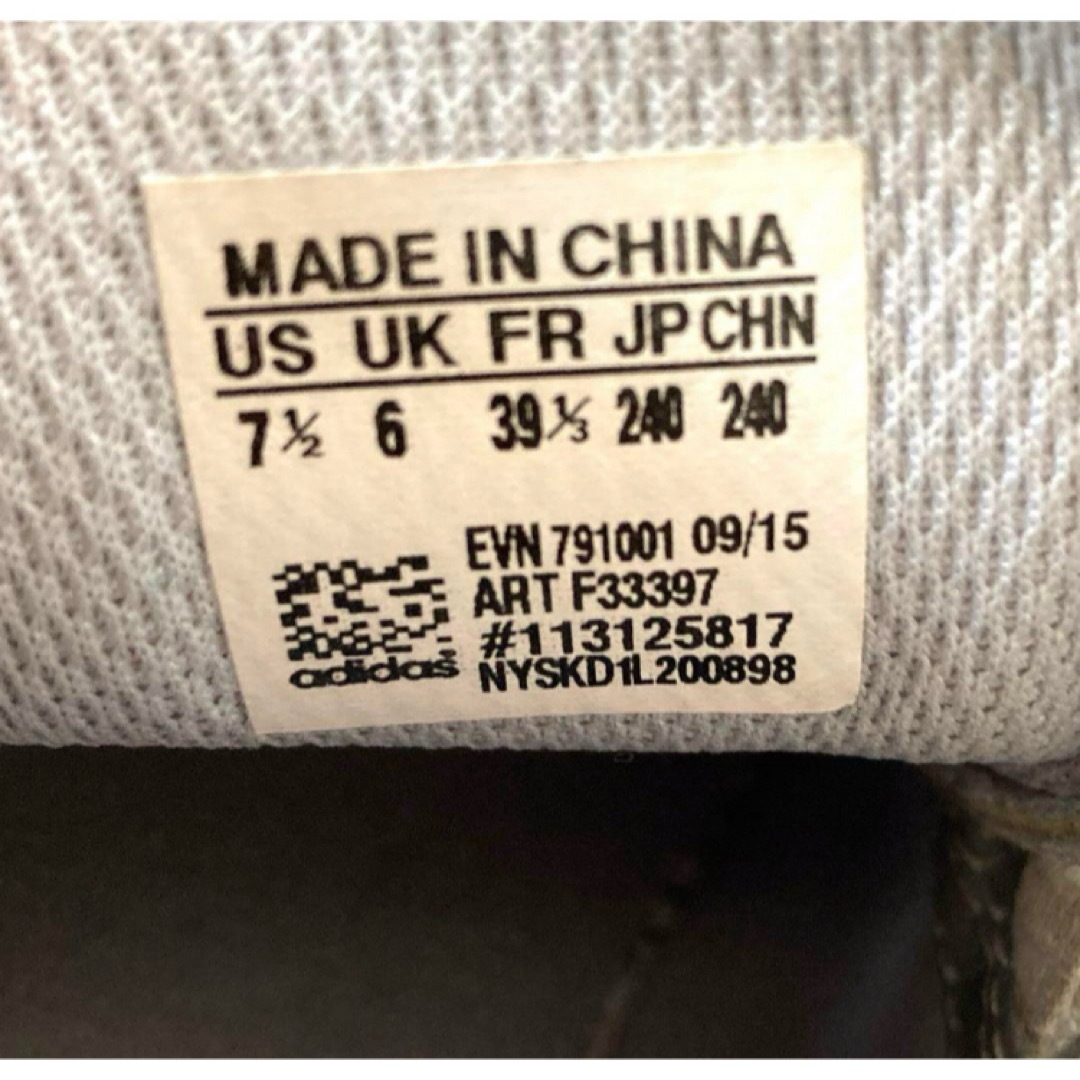 MADE IN CHINA
US UK FR JP CHN
7½ 6 39⅓ 240 240
EVN 791001 09/15
ART F33397
#113125817
adidas NYSKD1L200898